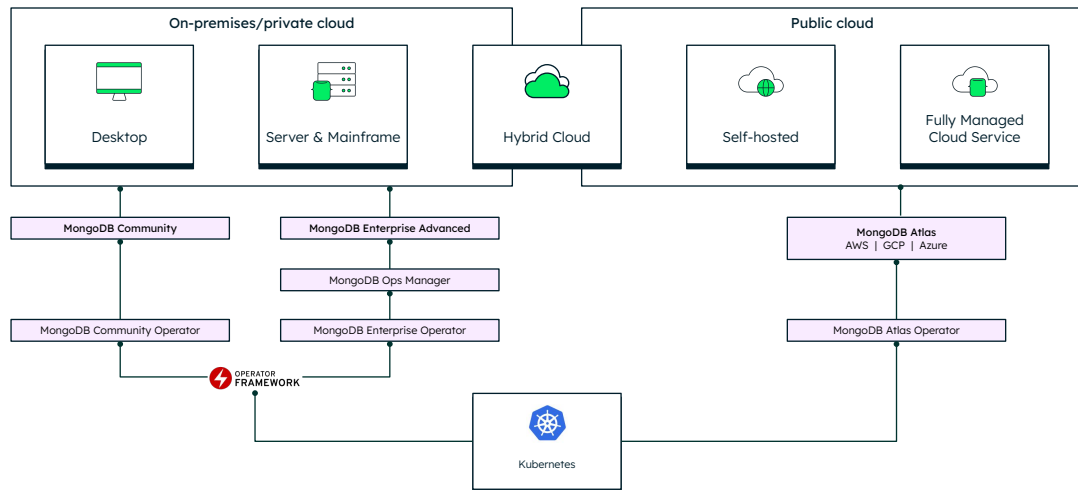 On-premises/private cloud
Public cloud
Desktop
Server & Mainframe
Hybrid Cloud
Self-hosted
Fully Managed
Cloud Service
MongoDB Community
MongoDB Enterprise Advanced
MongoDB Atlas
AWS | GCP | Azure
MongoDB Ops Manager
MongoDB Community Operator
MongoDB Enterprise Operator
MongoDB Atlas Operator
OPERATOR
FRAMEWORK
Kubernetes